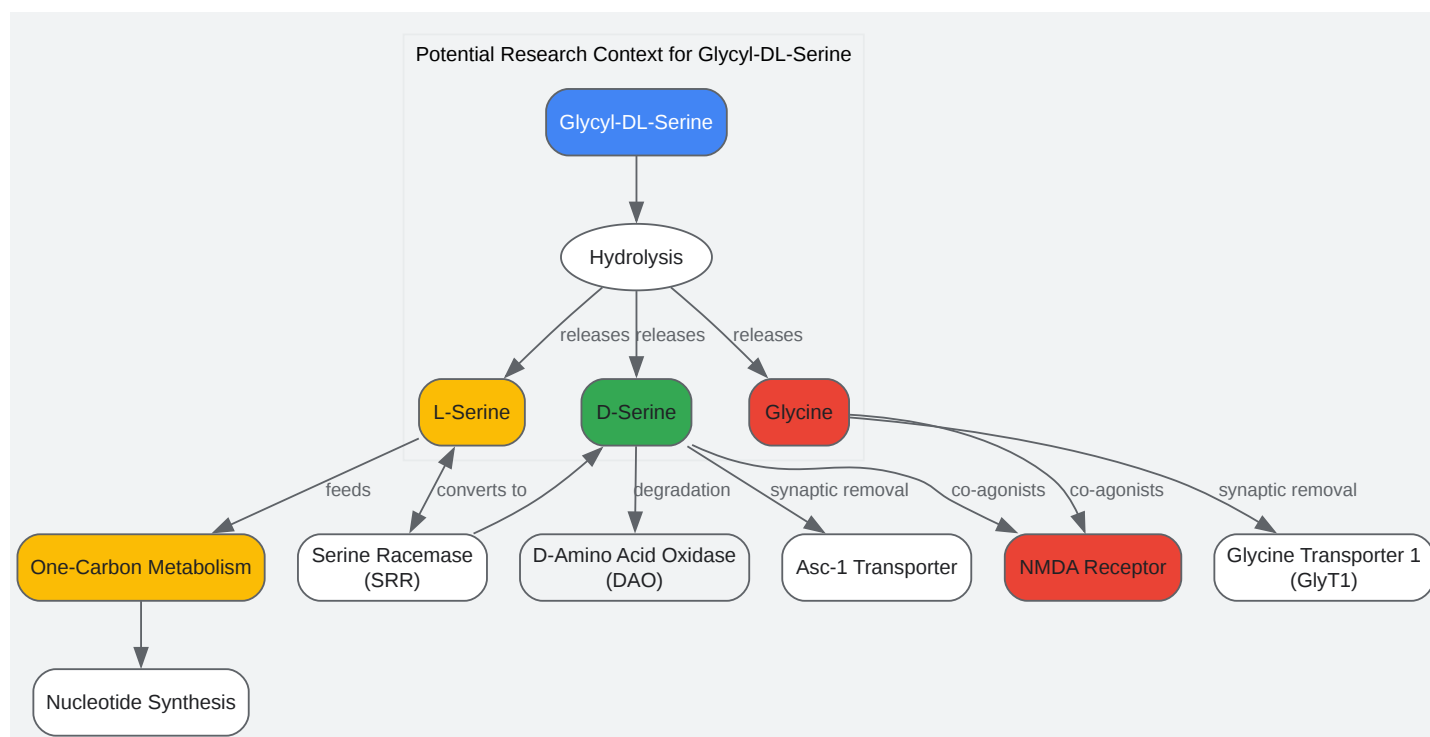 Potential Research Context for Glycyl-DL-Serine
Glycyl-DL-Serine
Hydrolysis
releases
releases
releases
L-Serine
D-Serine
Glycine
feeds
converts to
degradation
synaptic removal
co-agonists
co-agonists
synaptic removal
One-Carbon Metabolism
Serine Racemase
(SRR)
D-Amino Acid Oxidase
(DAO)
Asc-1 Transporter
NMDA Receptor
Glycine Transporter 1
(GlyT1)
Nucleotide Synthesis